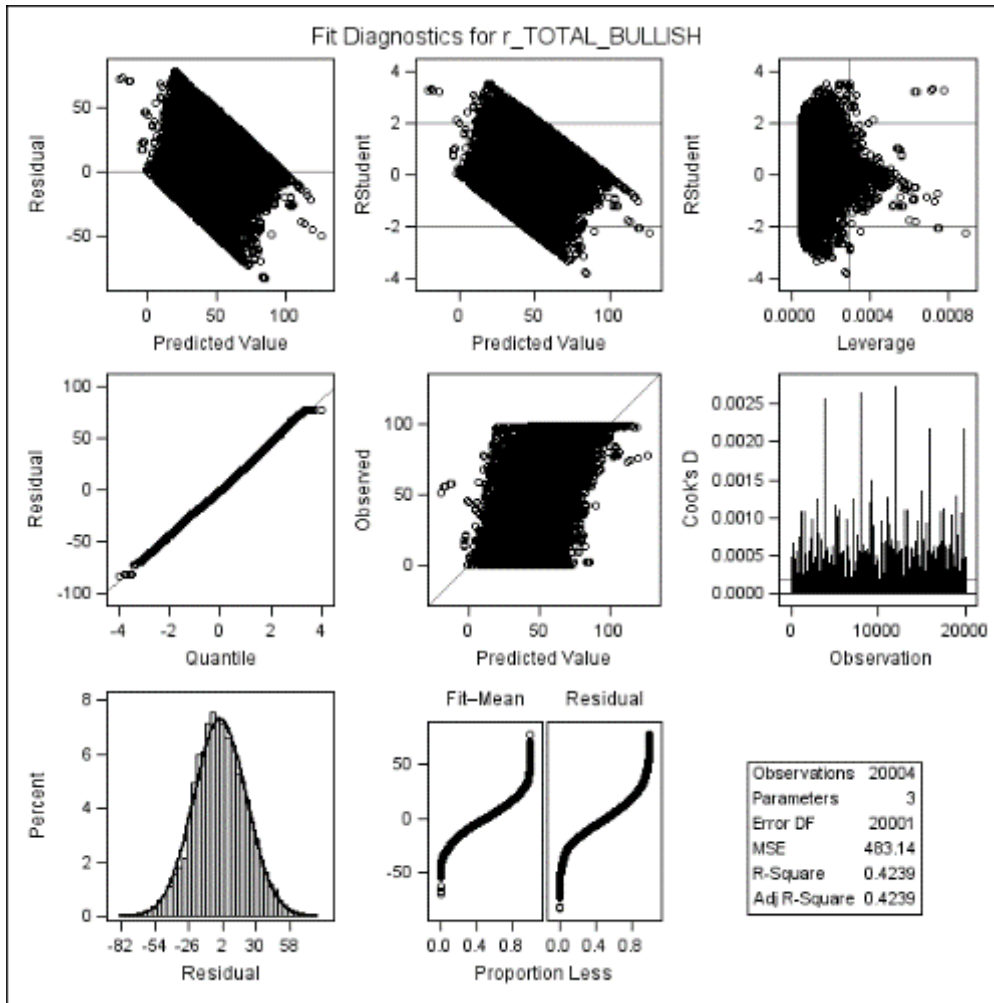 Fit Diagnostics for r_TOTAL_BULLISH
50
0
-50
Residual
0 50 100
Predicted Value
4
2
0
-2
-4
RStudent
0 50 100
Predicted Value
4
2
0
-2
-4
RStudent
0.0000 0.0004 0.0008
Leverage
100
50
0
-50
-100
Residual
-4 -2 0 2 4
Quantile
100
50
0
Observed
0 50 100
Predicted Value
0.0025
0.0020
0.0015
0.0010
0.0005
0.0000
Cook's D
0 10000 20000
Observation
8
6
4
2
0
Percent
-82 -54 -26 2 30 58
Residual
Fit–Mean Residual
50
0
-50
0.0 0.4 0.8 0.0 0.4 0.8
Proportion Less
Observations 20004
Parameters 3
Error DF 20001
MSE 483.14
R-Square 0.4239
Adj R-Square 0.4239